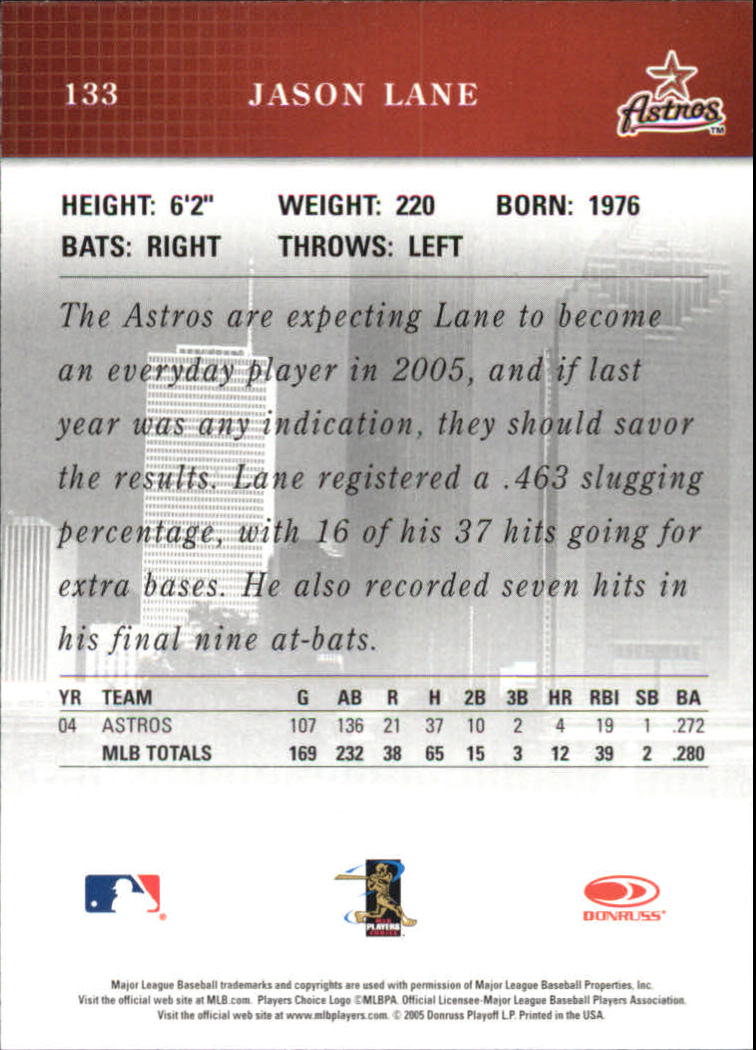 133 JASON LANE Astros TM
HEIGHT: 6'2" WEIGHT: 220 BORN: 1976
BATS: RIGHT THROWS: LEFT
The Astros are expecting Lane to become
an everyday player in 2005, and if last
year was any indication, they should savor
the results. Lane registered a .463 slugging
percentage, with 16 of his 37 hits going for
extra bases. He also recorded seven hits in
his final nine at-bats.
YR TEAM G AB R H 2B 3B HR RBI SB BA
04 ASTROS 107 136 21 37 10 2 4 19 1 .272
MLB TOTALS 169 232 38 65 15 3 12 39 2 .280
MLB
PLAYERS
CHOICE
DONRUSS®
Major League Baseball trademarks and copyrights are used with permission of Major League Baseball Properties, Inc.
Visit the official web site at MLB.com. Players Choice Logo ©MLBPA. Official Licensee-Major League Baseball Players Association.
Visit the official web site at www.mlbplayers.com. © 2005 Donruss Playoff L.P. Printed in the USA.